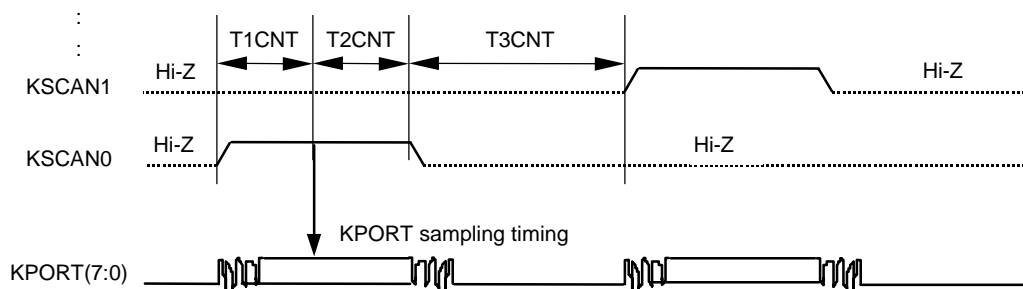 :
:
T1CNT T2CNT T3CNT
Hi-Z Hi-Z
KSCAN1
Hi-Z Hi-Z
KSCAN0
KPORT sampling timing
KPORT(7:0)